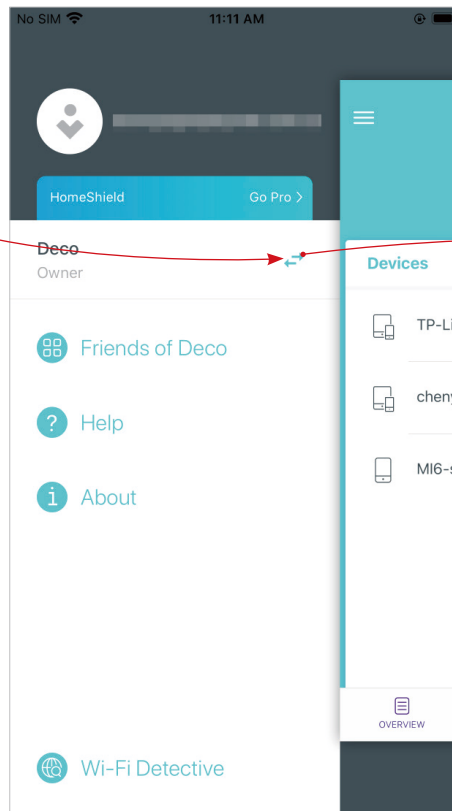 No SIM 11:11 AM
HomeShield Go Pro >
Deco
Owner
Devices
Friends of Deco
TP-Li
Help
cheny
About
MI6-s
OVERVIEW
Wi-Fi Detective